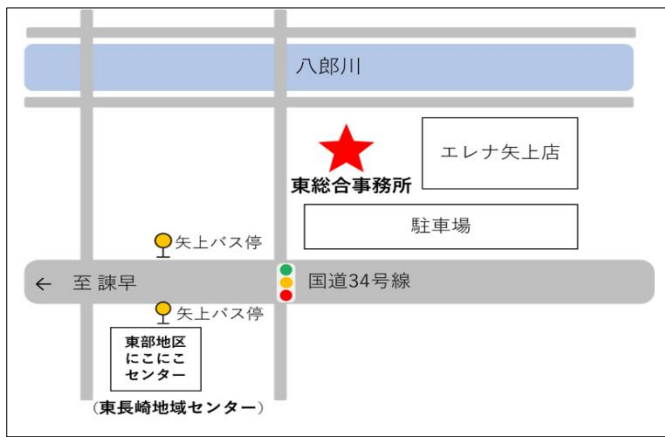 八郎川
エレナ矢上店
東総合事務所
駐車場
矢上バス停
← 至 諫早
国道34号線
矢上バス停
東部地区
にこにこ
センター
（東長崎地域センター）